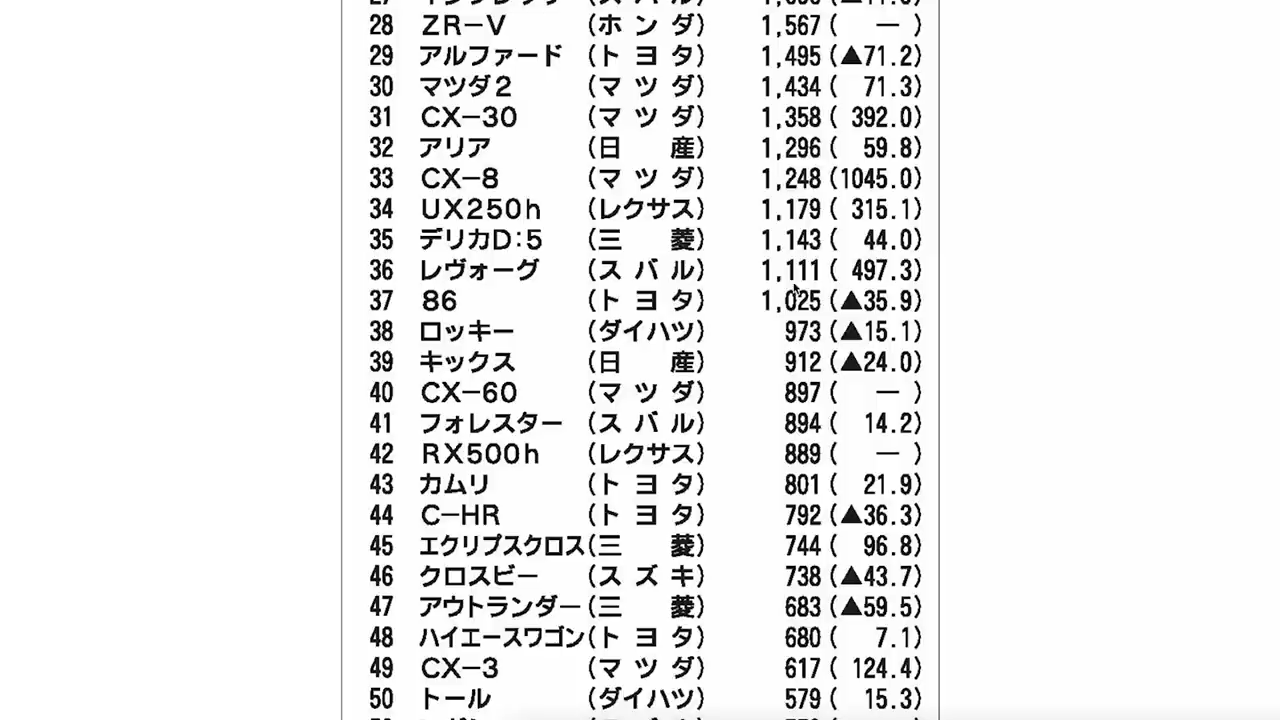 28 ZR−V (ホンダ) 1,567 ( − )
29 アルファード (トヨタ) 1,495 (▲71.2)
30 マツダ2 (マツダ) 1,434 ( 71.3)
31 CX−30 (マツダ) 1,358 ( 392.0)
32 アリア (日産) 1,296 ( 59.8)
33 CX−8 (マツダ) 1,248 (1045.0)
34 UX250h (レクサス) 1,179 ( 315.1)
35 デリカD:5 (三菱) 1,143 ( 44.0)
36 レヴォーグ (スバル) 1,111 ( 497.3)
37 86 (トヨタ) 1,025 (▲35.9)
38 ロッキー (ダイハツ) 973 (▲15.1)
39 キックス (日産) 912 (▲24.0)
40 CX−60 (マツダ) 897 ( − )
41 フォレスター (スバル) 894 ( 14.2)
42 RX500h (レクサス) 889 ( − )
43 カムリ (トヨタ) 801 ( 21.9)
44 C−HR (トヨタ) 792 (▲36.3)
45 エクリプスクロス (三菱) 744 ( 96.8)
46 クロスビー (スズキ) 738 (▲43.7)
47 アウトランダー (三菱) 683 (▲59.5)
48 ハイエースワゴン (トヨタ) 680 ( 7.1)
49 CX−3 (マツダ) 617 ( 124.4)
50 トール (ダイハツ) 579 ( 15.3)